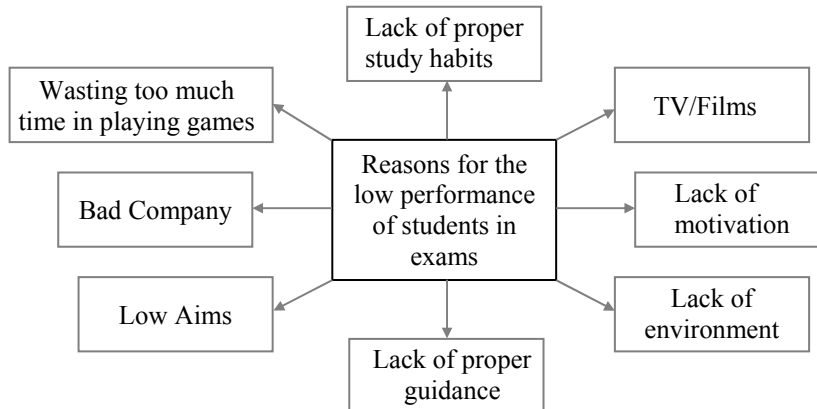 Lack of proper
study habits
Wasting too much
time in playing games
TV/Films
Reasons for the
low performance
of students in
exams
Bad Company
Lack of
motivation
Low Aims
Lack of
environment
Lack of proper
guidance